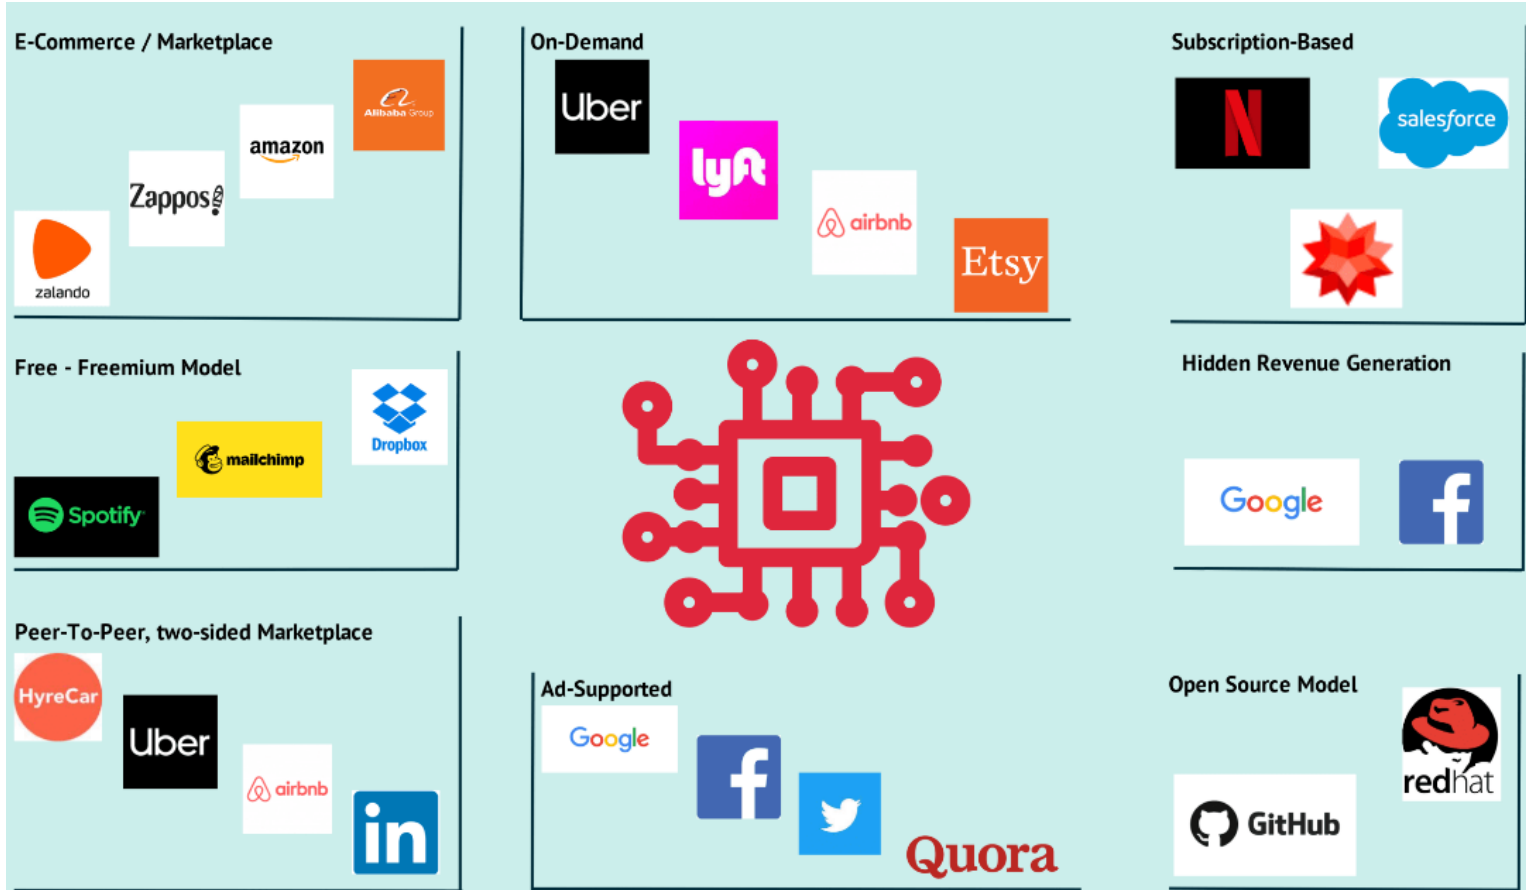 E-Commerce / Marketplace
Alibaba Group
amazon
Zappos
zalando
On-Demand
Uber
lyft
airbnb
Etsy
Subscription-Based
N
salesforce
Free - Freemium Model
Dropbox
mailchimp
Spotify
Hidden Revenue Generation
Google
f
Peer-To-Peer, two-sided Marketplace
HyreCar
Uber
airbnb
in
Ad-Supported
Google
f
Quora
Open Source Model
redhat
GitHub